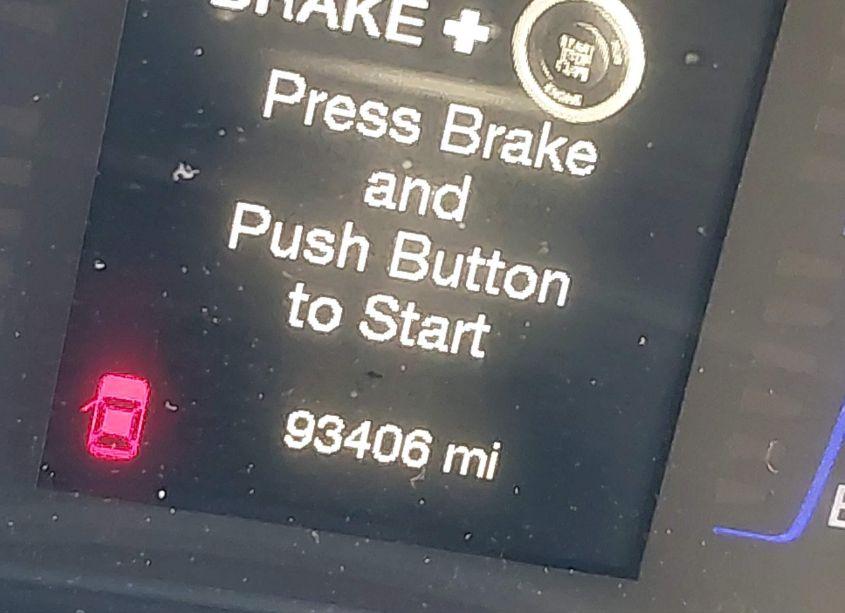 BRAKE +
Press Brake
and
Push Button
to Start
93406 mi